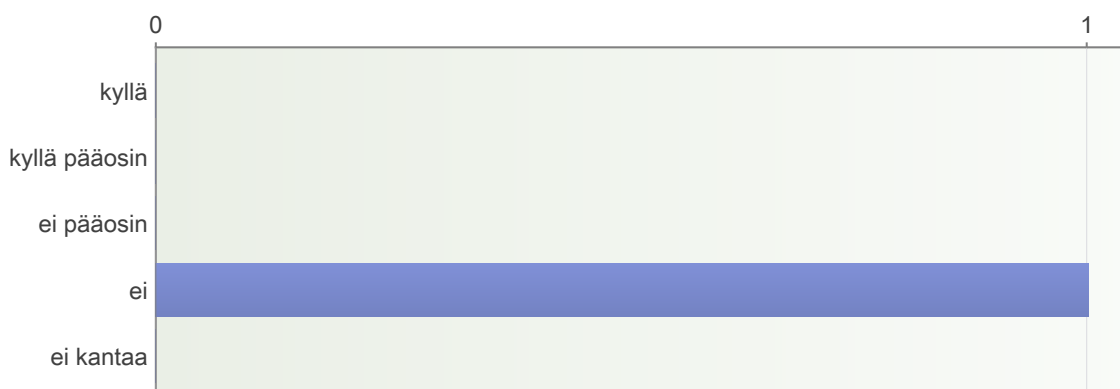 0 1
kyllä
kyllä pääosin
ei pääosin
ei
ei kantaa